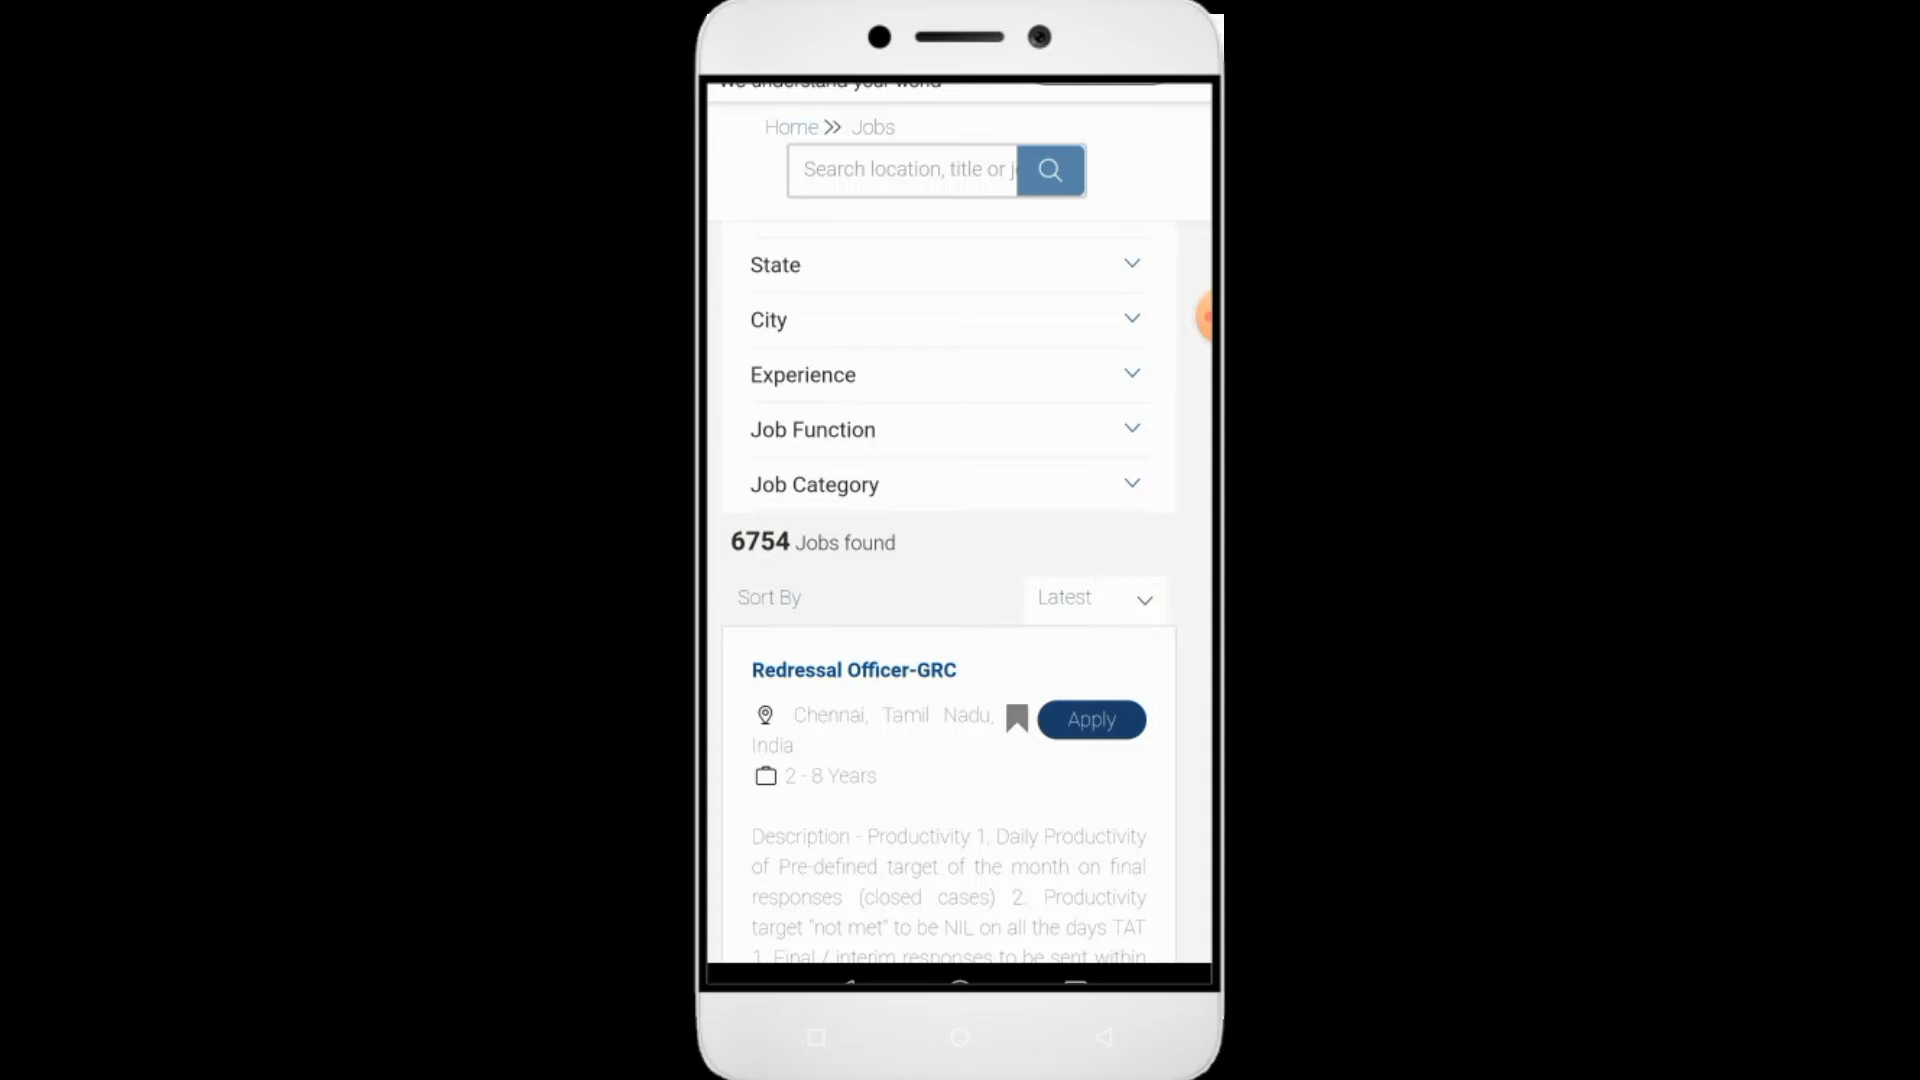 We understand your world
Home >> Jobs
Search location, title or j
State
City
Experience
Job Function
Job Category
6754 Jobs found
Sort By
Latest
Redressal Officer-GRC
Chennai, Tamil Nadu,
India
Apply
2 - 8 Years
Description - Productivity 1. Daily Productivity
of Pre-defined target of the month on final
responses (closed cases) 2. Productivity
target "not met" to be NIL on all the days TAT
1. Final / interim responses to be sent within